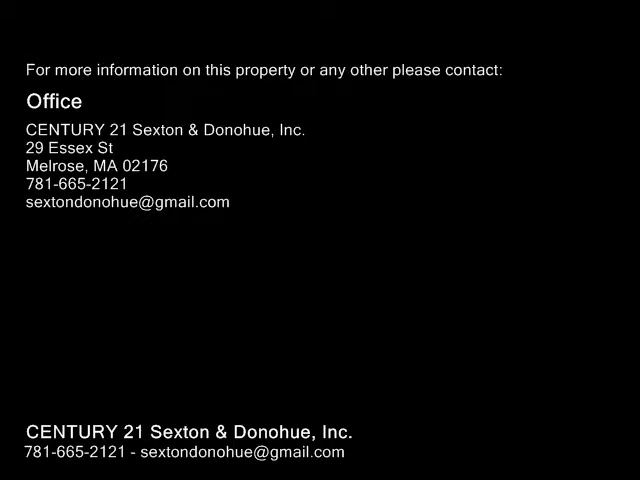 For more information on this property or any other please contact:
Office
CENTURY 21 Sexton & Donohue, Inc.
29 Essex St
Melrose, MA 02176
781-665-2121
sextondonohue@gmail.com
CENTURY 21 Sexton & Donohue, Inc.
781-665-2121 - sextondonohue@gmail.com